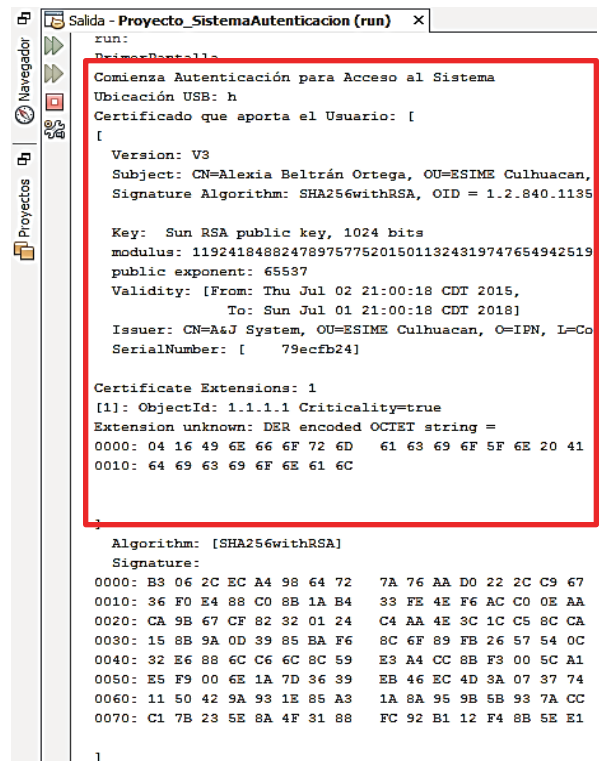 Salida - Proyecto_SistemaAutenticacion (run) ×
Navegador
Proyectos
run:
PrimerPantalla
Comienza Autenticación para Acceso al Sistema
Ubicación USB: h
Certificado que aporta el Usuario: [
[
Version: V3
Subject: CN=Alexia Beltrán Ortega, OU=ESIME Culhuacan,
Signature Algorithm: SHA256withRSA, OID = 1.2.840.1135
Key: Sun RSA public key, 1024 bits
modulus: 119241848824789757752015011324319747654942519
public exponent: 65537
Validity: [From: Thu Jul 02 21:00:18 CDT 2015,
To: Sun Jul 01 21:00:18 CDT 2018]
Issuer: CN=A&J System, OU=ESIME Culhuacan, O=IPN, L=Co
SerialNumber: [ 79ecfb24]
Certificate Extensions: 1
[1]: ObjectId: 1.1.1.1 Criticality=true
Extension unknown: DER encoded OCTET string =
0000: 04 16 49 6E 66 6F 72 6D 61 63 69 6F 5F 6E 20 41
0010: 64 69 63 69 6F 6E 61 6C
]
Algorithm: [SHA256withRSA]
Signature:
0000: B3 06 2C EC A4 98 64 72 7A 76 AA D0 22 2C C9 67
0010: 36 F0 E4 88 C0 8B 1A B4 33 FE 4E F6 AC C0 0E AA
0020: CA 9B 67 CF 82 32 01 24 C4 AA 4E 3C 1C C5 8C CA
0030: 15 8B 9A 0D 39 85 BA F6 8C 6F 89 FB 26 57 54 0C
0040: 32 E6 88 6C C6 6C 8C 59 E3 A4 CC 8B F3 00 5C A1
0050: E5 F9 00 6E 1A 7D 36 39 EB 46 EC 4D 3A 07 37 74
0060: 11 50 42 9A 93 1E 85 A3 1A 8A 95 9B 5B 93 7A CC
0070: C1 7B 23 5E 8A 4F 31 88 FC 92 B1 12 F4 8B 5E E1
]